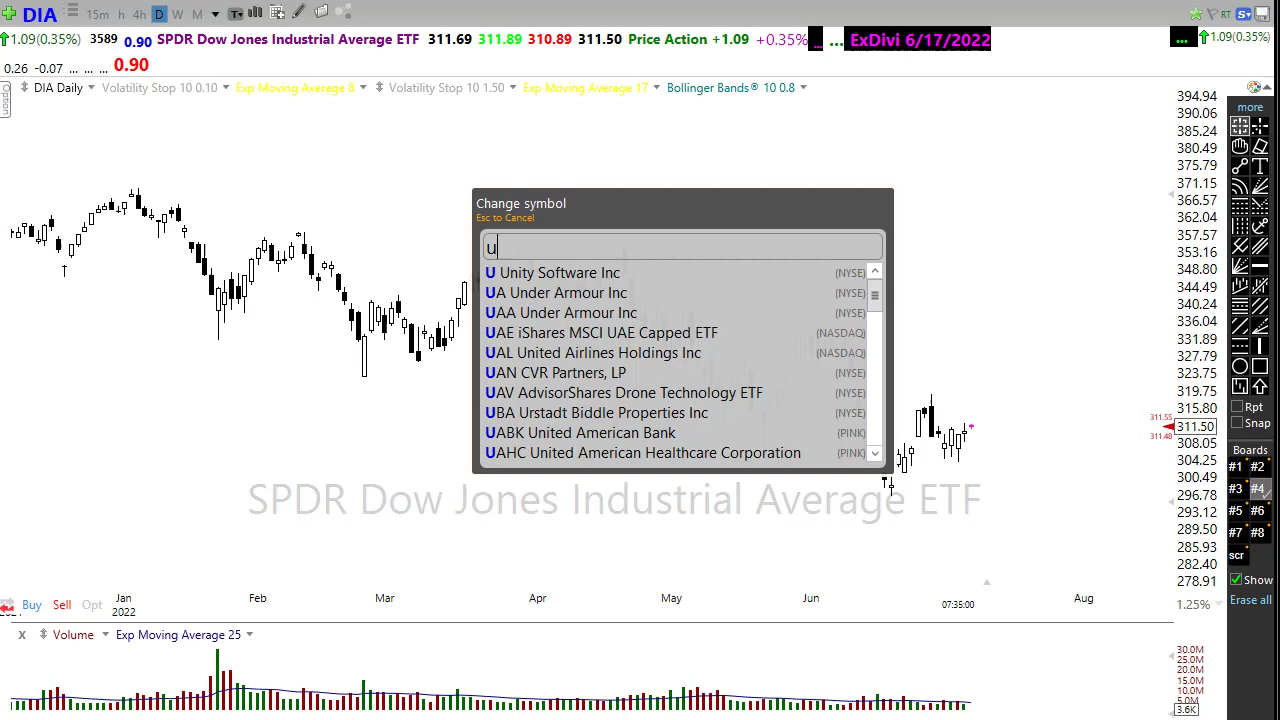 DIA 15m h 4h D W M T RT S
1.09(0.35%) 3589 0.90 SPDR Dow Jones Industrial Average ETF 311.69 311.89 310.89 311.50 Price Action +1.09 +0.35% ... ... ExDivi 6/17/2022 ... 1.09(0.35%)
0.26 -0.07 ... ... ... 0.90
Option
DIA Daily Volatility Stop 10 0.10 Exp Moving Average 8 Volatility Stop 10 1.50 Exp Moving Average 17 Bollinger Bands® 10 0.8
394.94
390.06
385.24
380.49
375.79
371.15
366.57
362.04
357.57
353.16
348.80
344.49
340.24
336.04
331.89
327.79
323.75
319.75
315.80
311.55
311.50
311.48
308.05
304.25
300.49
296.78
293.12
289.50
285.93
282.40
278.91
1.25%
Change symbol
Esc to Cancel
u
U Unity Software Inc (NYSE)
UA Under Armour Inc (NYSE)
UAA Under Armour Inc (NYSE)
UAE iShares MSCI UAE Capped ETF (NASDAQ)
UAL United Airlines Holdings Inc (NASDAQ)
UAN CVR Partners, LP (NYSE)
UAV AdvisorShares Drone Technology ETF (NYSE)
UBA Urstadt Biddle Properties Inc (NYSE)
UABK United American Bank (PINK)
UAHC United American Healthcare Corporation (PINK)
SPDR Dow Jones Industrial Average ETF
more
T
Rpt
Snap
Boards
#1 #2
#3 #4
#5 #6
#7 #8
scr
Show
Erase all
Buy Sell Opt
Jan Feb Mar Apr May Jun 07:35:00 Aug
2022
X Volume Exp Moving Average 25
30.0M
25.0M
20.0M
15.0M
10.0M
5.0M
3.6K